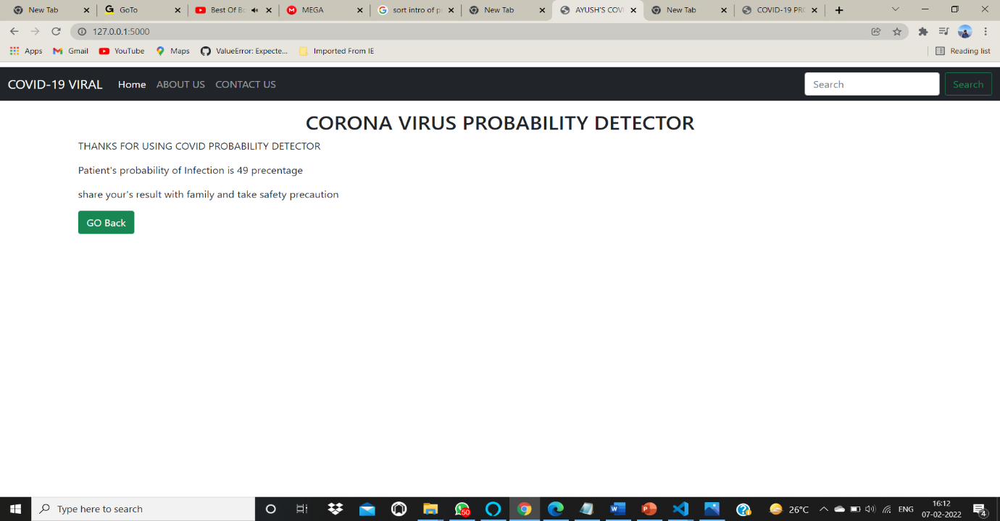 New Tab
GoTo
Best Of Bo
MEGA
sort intro of p
New Tab
AYUSH'S COVI
New Tab
COVID-19 PRO
127.0.0.1:5000
Apps
Gmail
YouTube
Maps
ValueError: Expecte...
Imported From IE
Reading list
COVID-19 VIRAL
Home
ABOUT US
CONTACT US
Search
Search
CORONA VIRUS PROBABILITY DETECTOR
THANKS FOR USING COVID PROBABILITY DETECTOR
Patient's probability of Infection is 49 precentage
share your's result with family and take safety precaution
GO Back
Type here to search
50
26°C
ENG
16:12
07-02-2022
4